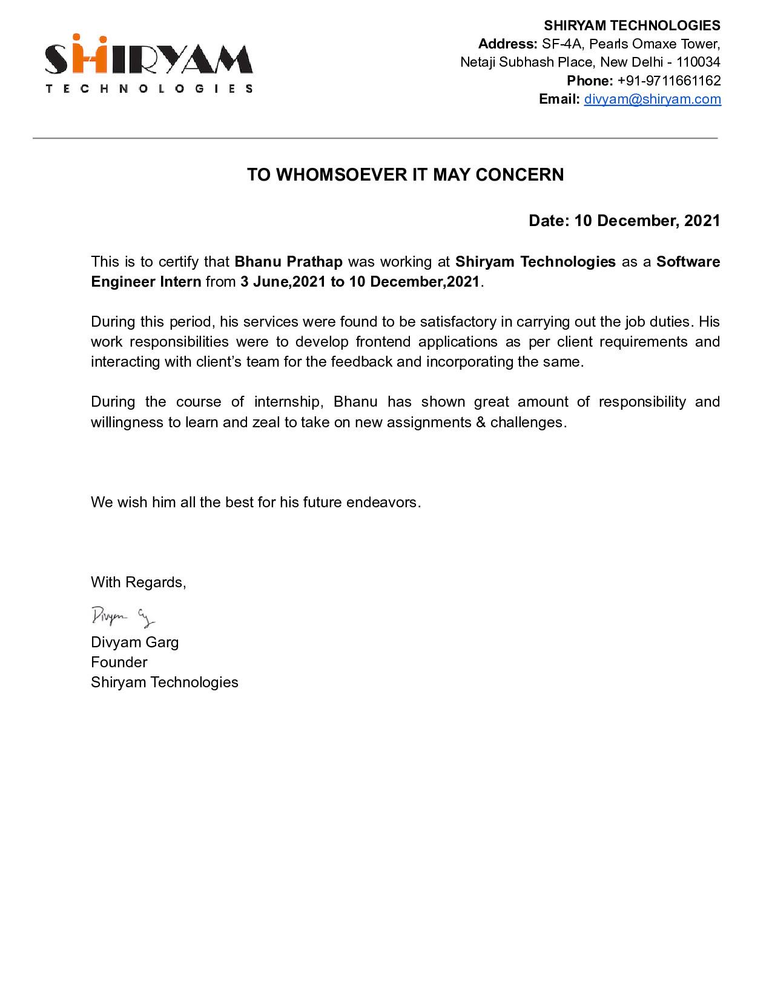 SHIRYAM
TECHNOLOGIES
SHIRYAM TECHNOLOGIES
Address: SF-4A, Pearls Omaxe Tower,
Netaji Subhash Place, New Delhi - 110034
Phone: +91-9711661162
Email: divyam@shiryam.com
TO WHOMSOEVER IT MAY CONCERN
Date: 10 December, 2021
This is to certify that Bhanu Prathap was working at Shiryam Technologies as a Software
Engineer Intern from 3 June,2021 to 10 December,2021.
During this period, his services were found to be satisfactory in carrying out the job duties. His
work responsibilities were to develop frontend applications as per client requirements and
interacting with client’s team for the feedback and incorporating the same.
During the course of internship, Bhanu has shown great amount of responsibility and
willingness to learn and zeal to take on new assignments & challenges.
We wish him all the best for his future endeavors.
With Regards,
Divyam Garg
Founder
Shiryam Technologies